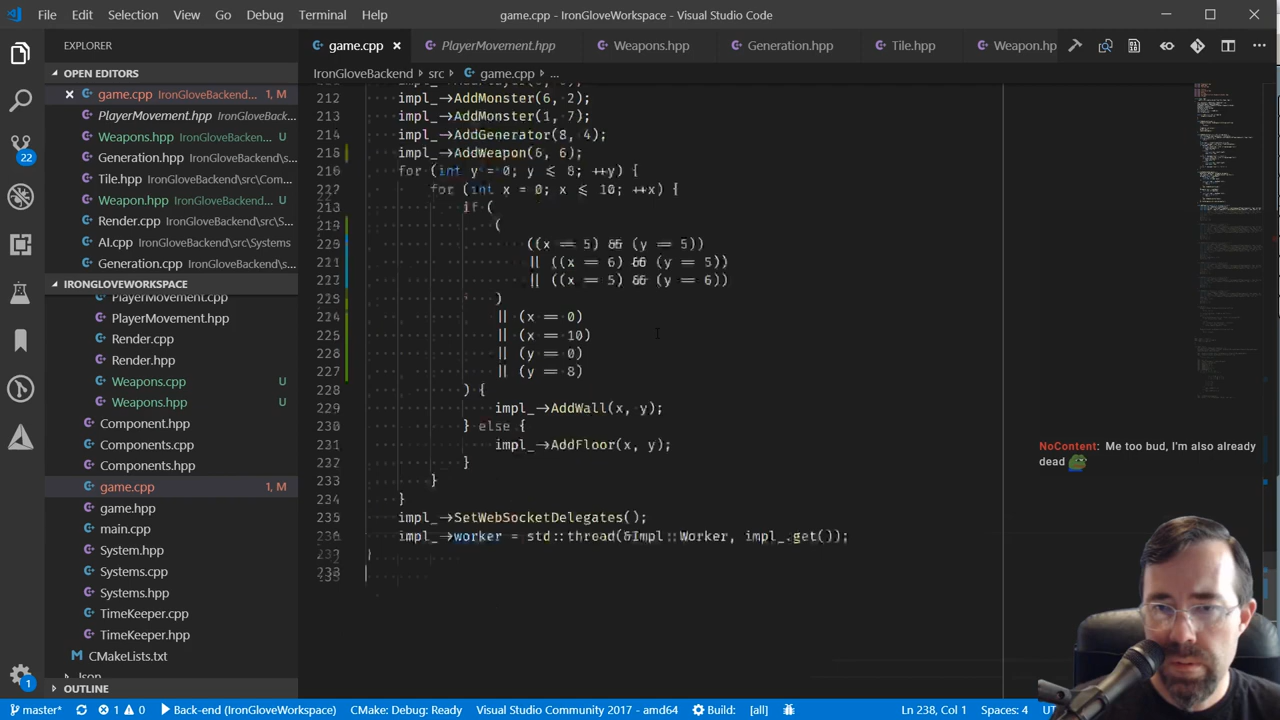 File Edit Selection View Go Debug Terminal Help
game.cpp - IronGloveWorkspace - Visual Studio Code
EXPLORER
game.cpp
PlayerMovement.hpp
Weapons.hpp
Generation.hpp
Tile.hpp
Weapon.hp
OPEN EDITORS
IronGloveBackend > src > game.cpp > ...
game.cpp IronGloveBackend... 1, M
PlayerMovement.hpp IronGloveBack...
Weapons.hpp IronGloveBackend... U
Generation.hpp IronGloveBackend\s...
Tile.hpp IronGloveBackend\src\Com...
Weapon.hpp IronGloveBackend... U
Render.cpp IronGloveBackend\src\S...
AI.cpp IronGloveBackend\src\Systems
Generation.cpp IronGloveBackend\s...
IRONGLOVEWORKSPACE
PlayerMovement.cpp
PlayerMovement.hpp
Render.cpp
Render.hpp
Weapons.cpp U
Weapons.hpp U
Component.hpp
Components.cpp
Components.hpp
game.cpp 1, M
game.hpp
main.cpp
System.hpp
Systems.cpp
Systems.hpp
TimeKeeper.cpp
TimeKeeper.hpp
CMakeLists.txt
Json
OUTLINE
22
1
212 impl_->AddMonster(6, 2);
213 impl_->AddMonster(1, 7);
214 impl_->AddGenerator(8, 4);
215 impl_->AddWeapon(6, 6);
216 for (int y = 0; y <= 8; ++y) {
for (int x = 0; x <= 10; ++x) {
if (
(
220 ((x == 5) && (y == 5))
221 || ((x == 6) && (y == 5))
222 || ((x == 5) && (y == 6))
223 )
224 || (x == 0)
225 || (x == 10)
226 || (y == 0)
227 || (y == 8)
228 ) {
229 impl_->AddWall(x, y);
230 } else {
231 impl_->AddFloor(x, y);
232 }
233 }
234 }
235 impl_->SetWebSocketDelegates();
236 impl_->worker = std::thread(&Impl::Worker, impl_.get());
}
NoContent: Me too bud, I'm also already
dead
master* 1 0 Back-end (IronGloveWorkspace) CMake: Debug: Ready Visual Studio Community 2017 - amd64 Build: [all] Ln 238, Col 1 Spaces: 4